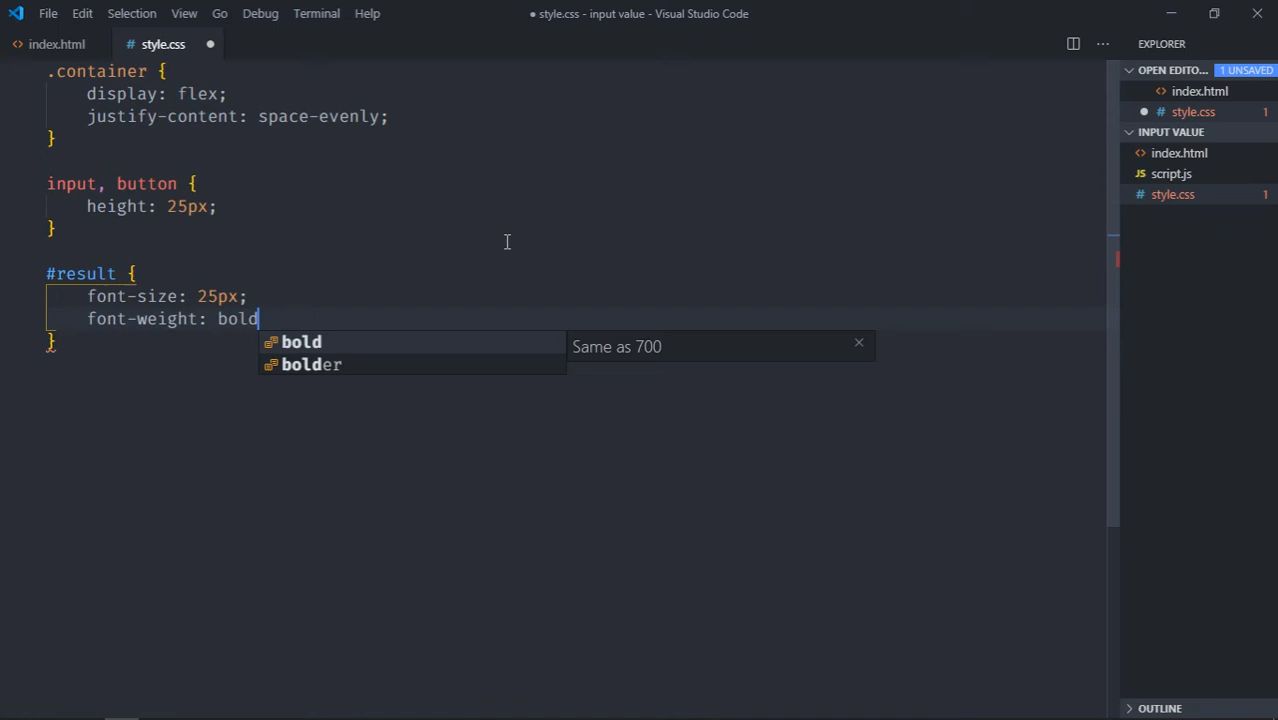 File Edit Selection View Go Debug Terminal Help
● style.css - input value - Visual Studio Code
<> index.html
# style.css ●
...
EXPLORER
.container {
display: flex;
justify-content: space-evenly;
}
input, button {
height: 25px;
}
#result {
font-size: 25px;
font-weight: bold
}
bold
bolder
Same as 700
OPEN EDITO... 1 UNSAVED
<> index.html
● # style.css 1
INPUT VALUE
<> index.html
JS script.js
# style.css 1
OUTLINE